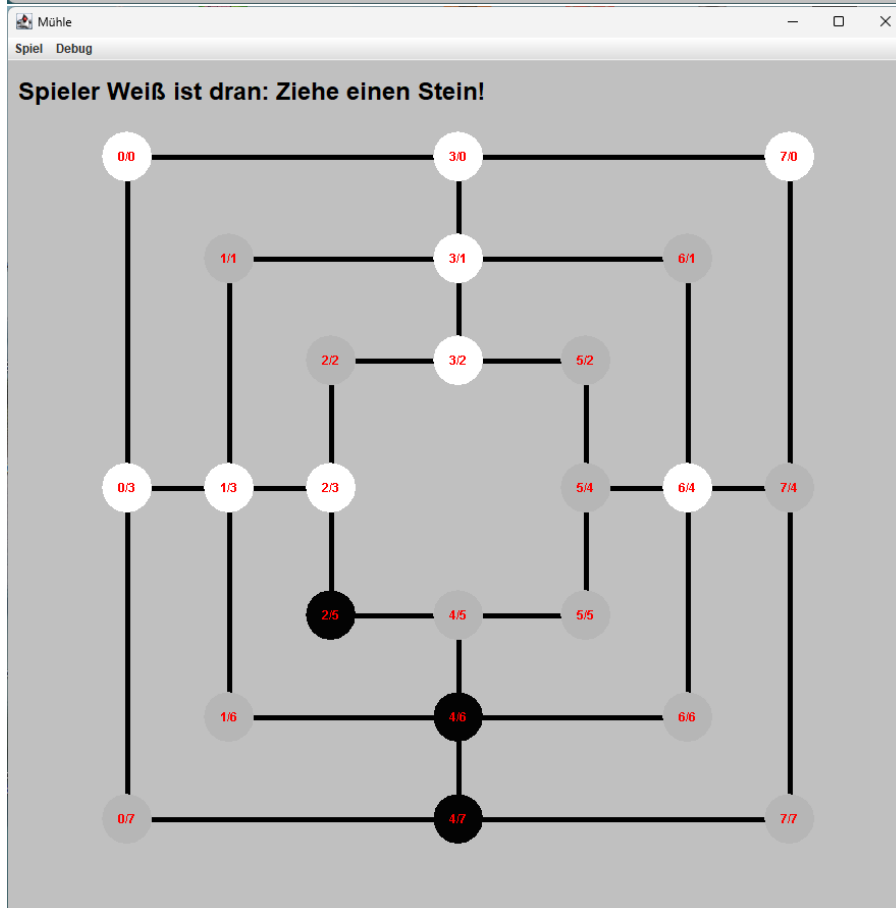 Mühle
Spiel Debug
Spieler Weiß ist dran: Ziehe einen Stein!
0/0 3/0 7/0
1/1 3/1 6/1
2/2 3/2 5/2
0/3 1/3 2/3 5/4 6/4 7/4
2/5 4/5 5/5
1/6 4/6 6/6
0/7 4/7 7/7